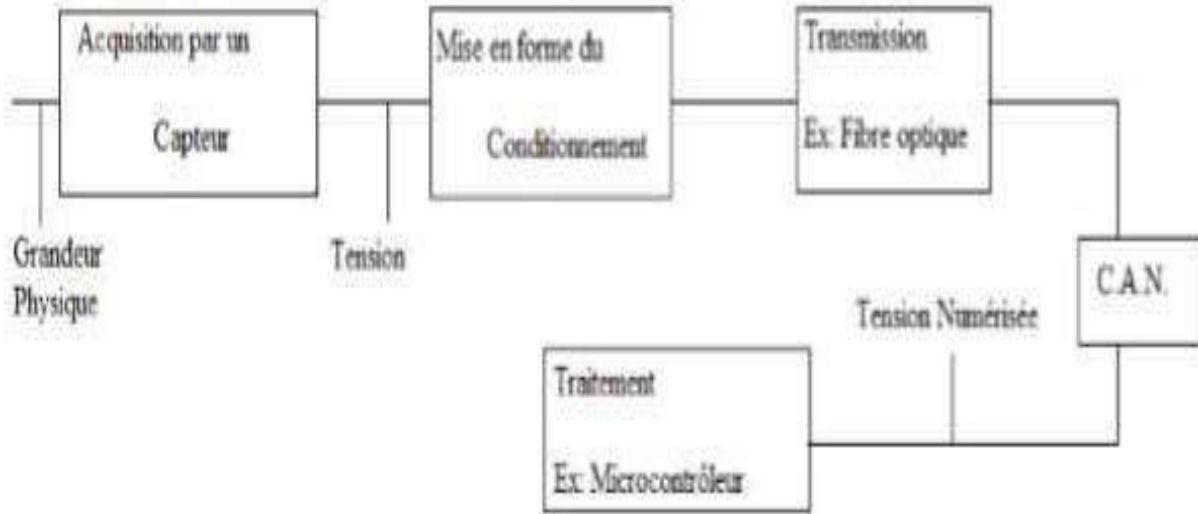 Acquisition par un
Capteur
Mise en forme du
Conditionnement
Transmission
Ex: Fibre optique
Grandeur
Physique
Tension
C.A.N.
Tension Numérisée
Traitement
Ex: Microcontrôleur